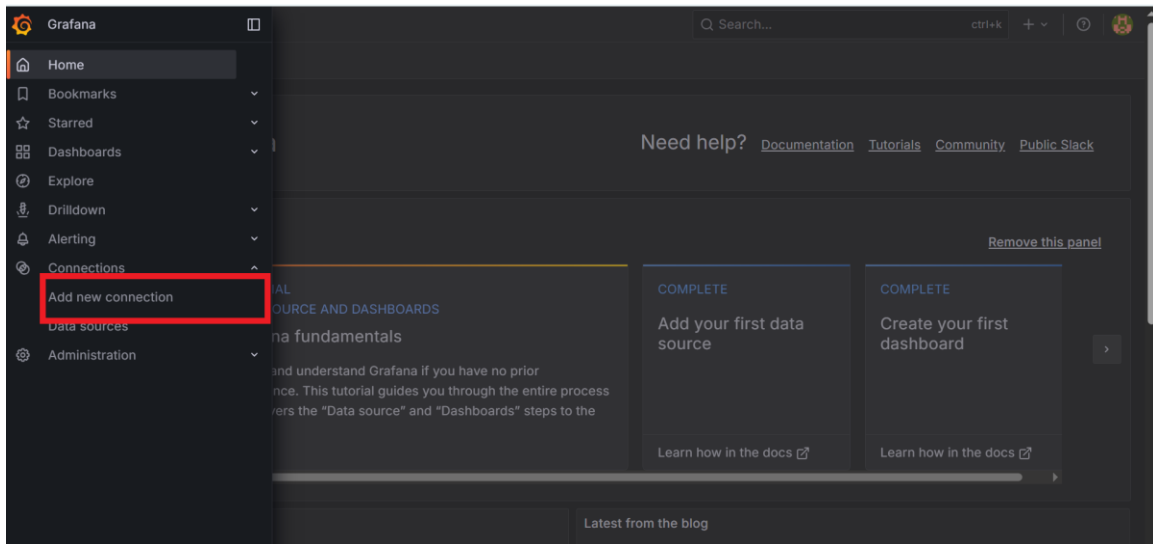 Grafana
Search...
ctrl+k
Home
Bookmarks
Starred
Dashboards
Explore
Drilldown
Alerting
Connections
Add new connection
Data sources
Administration
Need help? Documentation Tutorials Community Public Slack
Remove this panel
OURCE AND DASHBOARDS
na fundamentals
and understand Grafana if you have no prior
nce. This tutorial guides you through the entire process
vers the “Data source” and “Dashboards” steps to the
COMPLETE
Add your first data
source
Learn how in the docs
COMPLETE
Create your first
dashboard
Learn how in the docs
Latest from the blog